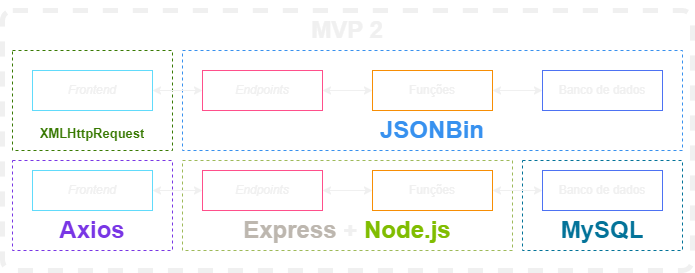 MVP 2
Frontend Endpoints Funções Banco de dados
XMLHttpRequest JSONBin
Frontend Endpoints Funções Banco de dados
Axios Express + Node.js MySQL